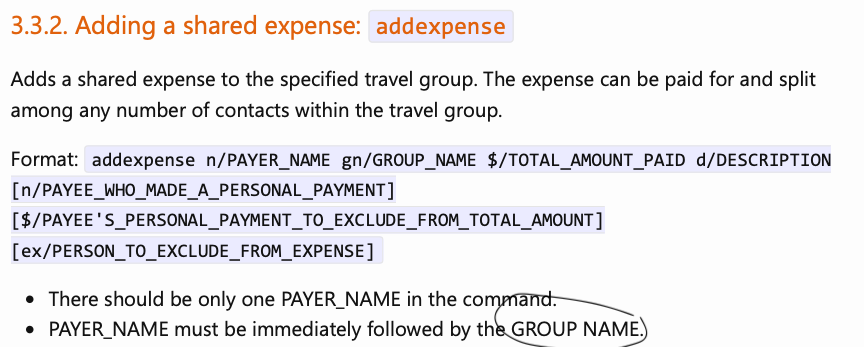 3.3.2. Adding a shared expense: addexpense
Adds a shared expense to the specified travel group. The expense can be paid for and split
among any number of contacts within the travel group.
Format: addexpense n/PAYER_NAME gn/GROUP_NAME $/TOTAL_AMOUNT_PAID d/DESCRIPTION
[n/PAYEE_WHO_MADE_A_PERSONAL_PAYMENT]
[$/PAYEE'S_PERSONAL_PAYMENT_TO_EXCLUDE_FROM_TOTAL_AMOUNT]
[ex/PERSON_TO_EXCLUDE_FROM_EXPENSE]
• There should be only one PAYER_NAME in the command.
• PAYER_NAME must be immediately followed by the GROUP NAME.